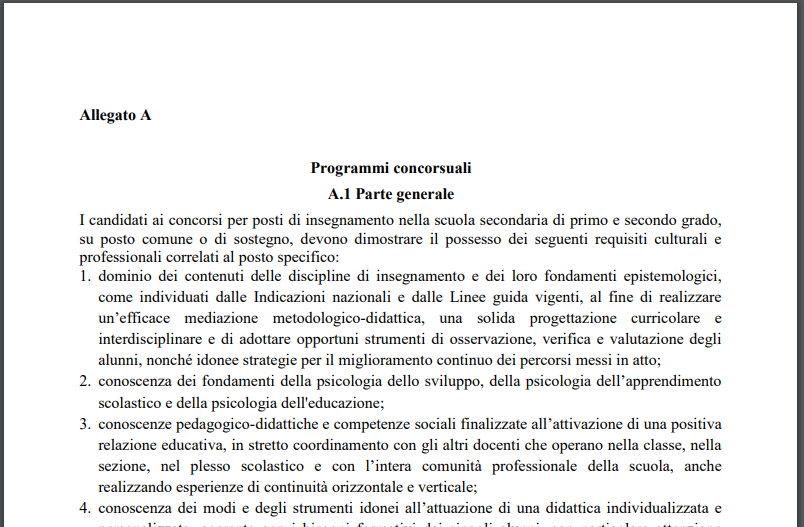 Allegato A
Programmi concorsuali
A.1 Parte generale
I candidati ai concorsi per posti di insegnamento nella scuola secondaria di primo e secondo grado,
su posto comune o di sostegno, devono dimostrare il possesso dei seguenti requisiti culturali e
professionali correlati al posto specifico:
1. dominio dei contenuti delle discipline di insegnamento e dei loro fondamenti epistemologici,
come individuati dalle Indicazioni nazionali e dalle Linee guida vigenti, al fine di realizzare
un’efficace mediazione metodologico-didattica, una solida progettazione curricolare e
interdisciplinare e di adottare opportuni strumenti di osservazione, verifica e valutazione degli
alunni, nonché idonee strategie per il miglioramento continuo dei percorsi messi in atto;
2. conoscenza dei fondamenti della psicologia dello sviluppo, della psicologia dell’apprendimento
scolastico e della psicologia dell'educazione;
3. conoscenze pedagogico-didattiche e competenze sociali finalizzate all’attivazione di una positiva
relazione educativa, in stretto coordinamento con gli altri docenti che operano nella classe, nella
sezione, nel plesso scolastico e con l’intera comunità professionale della scuola, anche
realizzando esperienze di continuità orizzontale e verticale;
4. conoscenza dei modi e degli strumenti idonei all’attuazione di una didattica individualizzata e